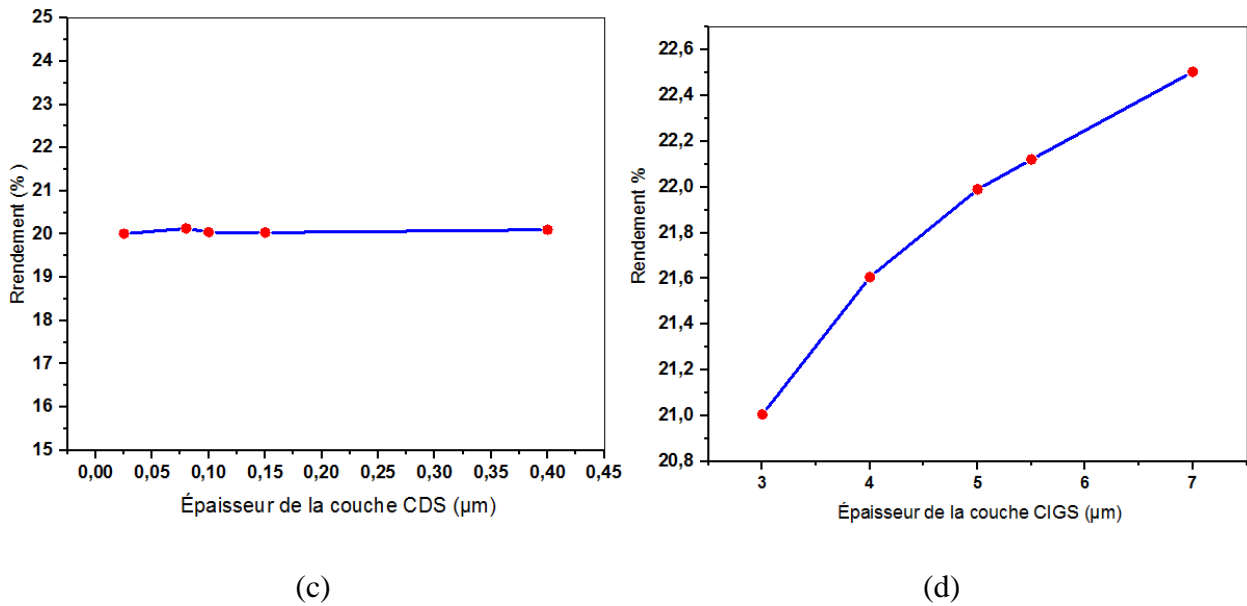 25
24
23
22
21
20
19
18
17
16
15
Rrendement (%)
0,00 0,05 0,10 0,15 0,20 0,25 0,30 0,35 0,40 0,45
Épaisseur de la couche CDS (µm)
(c)
22,6
22,4
22,2
22,0
21,8
21,6
21,4
21,2
21,0
20,8
Rendement %
3 4 5 6 7
Épaisseur de la couche CIGS (µm)
(d)